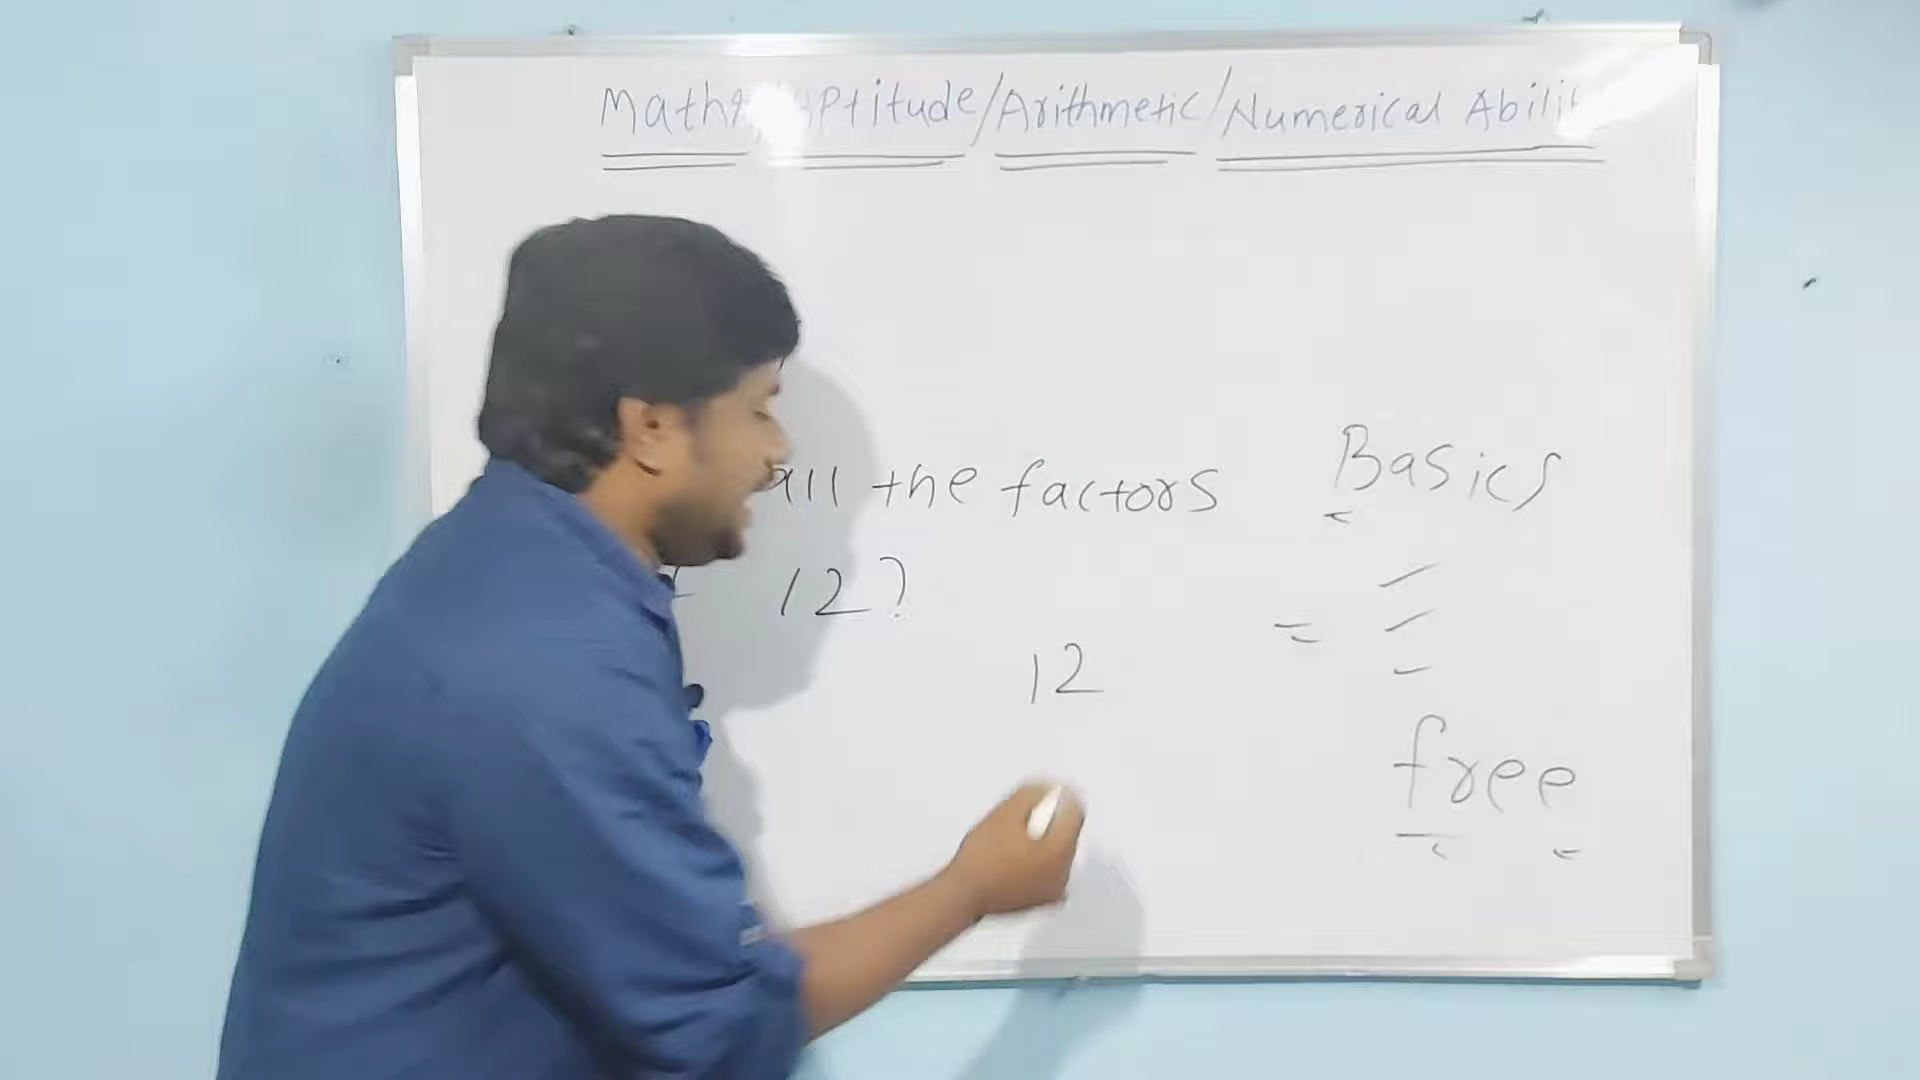 Maths Aptitude/Arithmetic/Numerical Abili
all the factors
12?
12
Basics
=
free